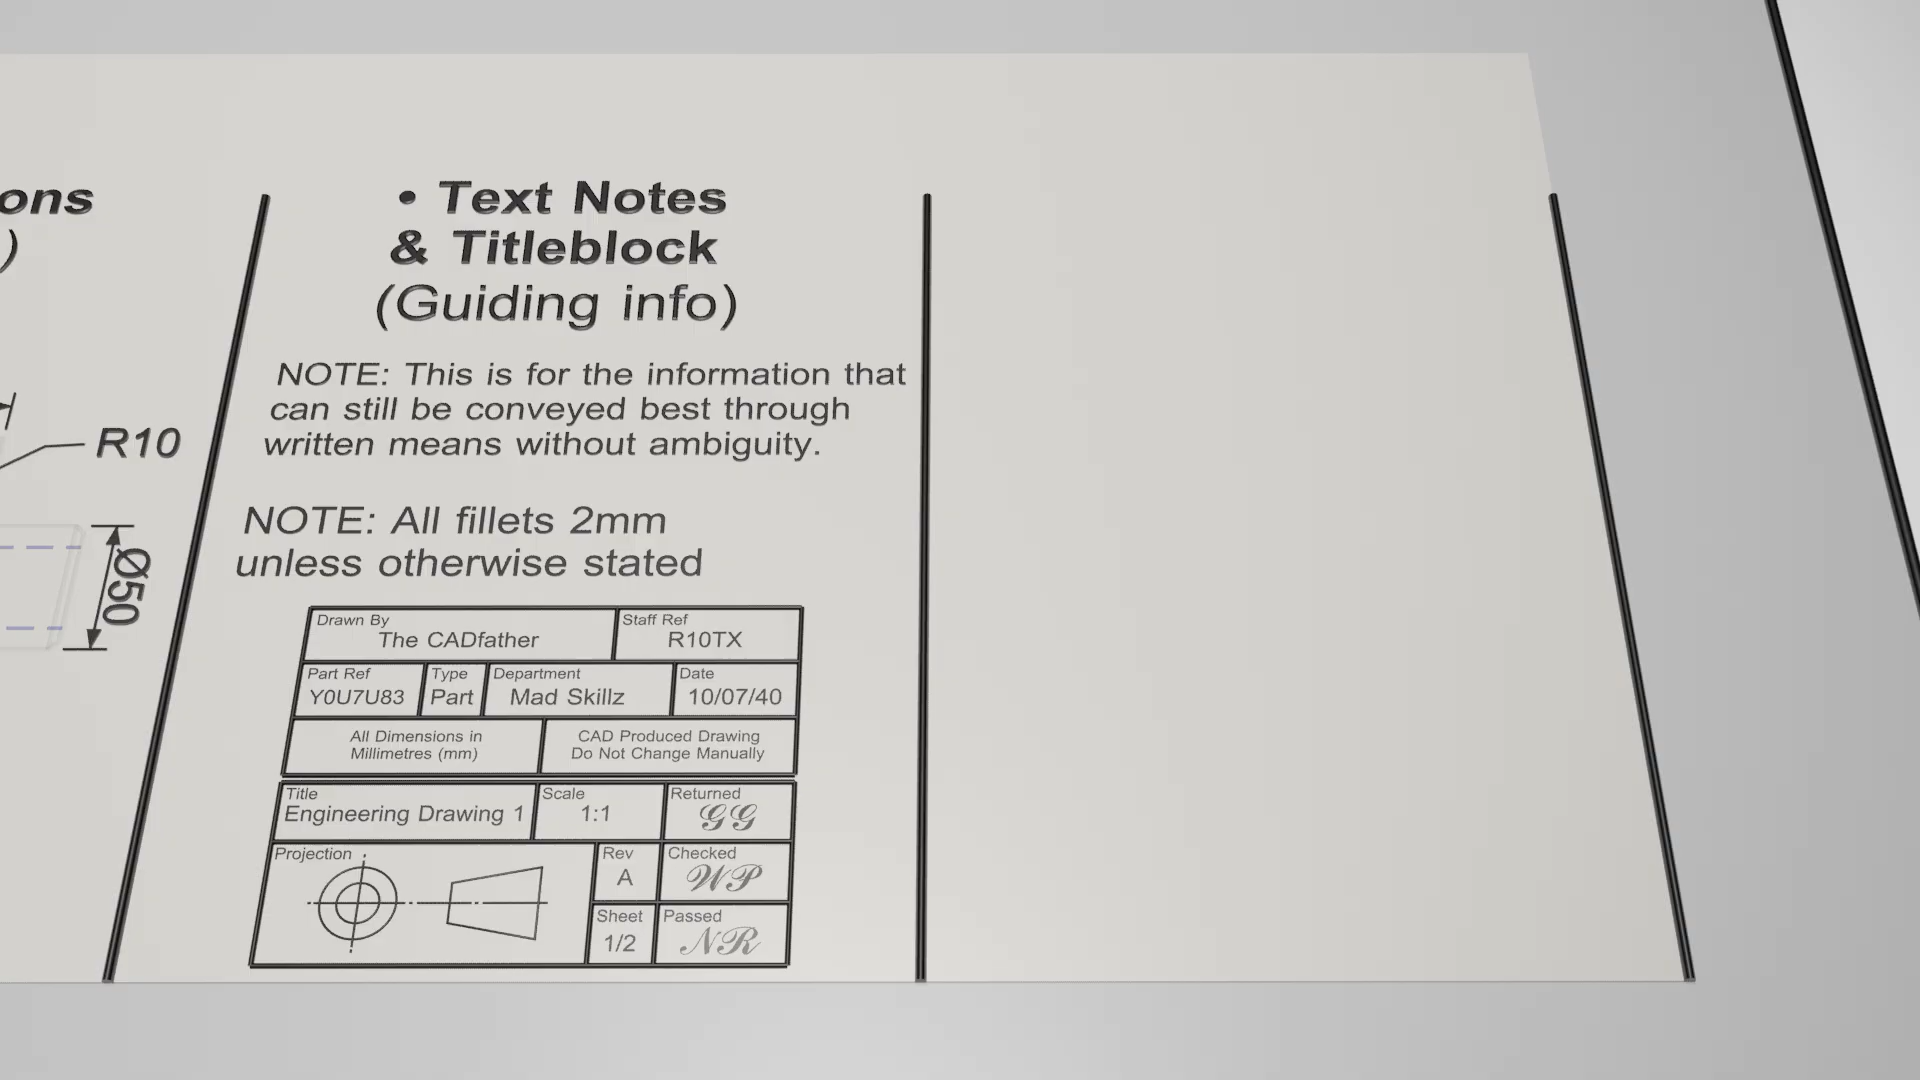 ons
)
R10
Ø50
• Text Notes
& Titleblock
(Guiding info)
NOTE: This is for the information that
can still be conveyed best through
written means without ambiguity.
NOTE: All fillets 2mm
unless otherwise stated
Drawn By
The CADfather
Staff Ref
R10TX
Part Ref
Y0U7U83
Type
Part
Department
Mad Skillz
Date
10/07/40
All Dimensions in
Millimetres (mm)
CAD Produced Drawing
Do Not Change Manually
Title
Engineering Drawing 1
Scale
1:1
Returned
GG
Projection
Rev
A
Checked
WP
Sheet
1/2
Passed
NR